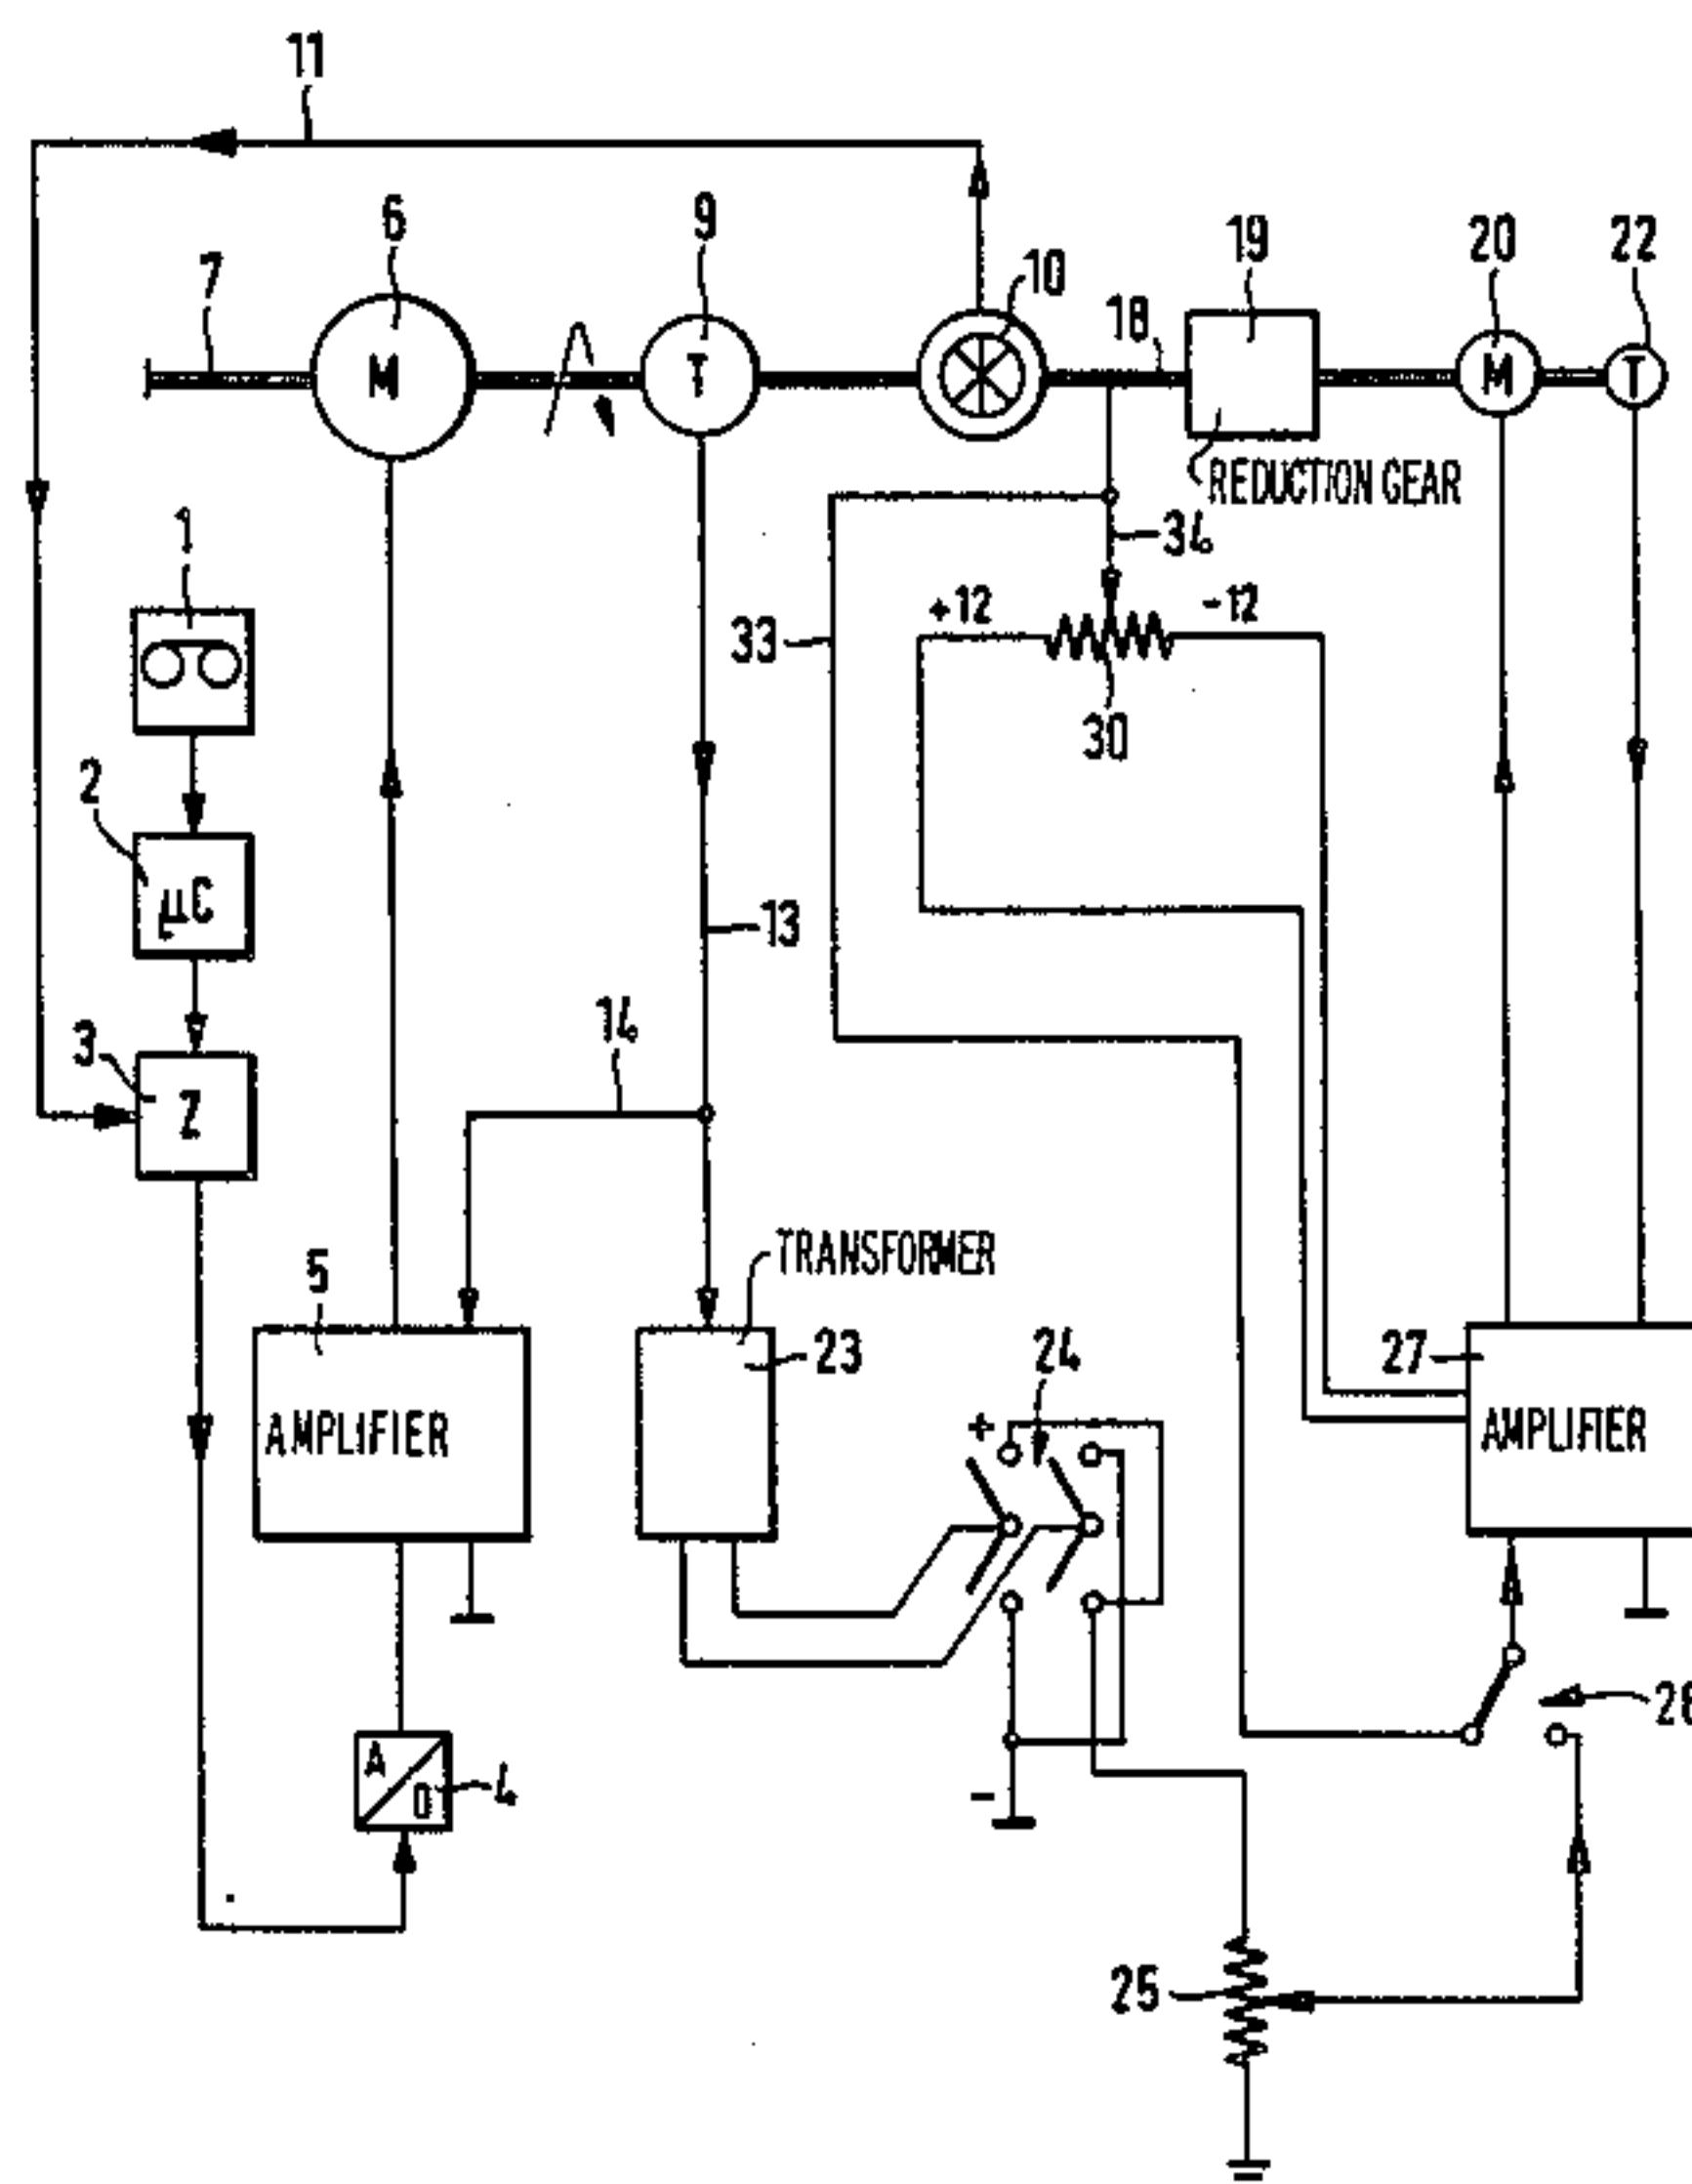 11
6
9
10
19
20
22
7
18
M
T
M
T
REDUCTION GEAR
1
34
+12
-12
33
30
2
µC
13
14
3
Z
TRANSFORMER
5
23
24
27
AMPLIFIER
+
AMPLIFIER
A
D
4
-
25